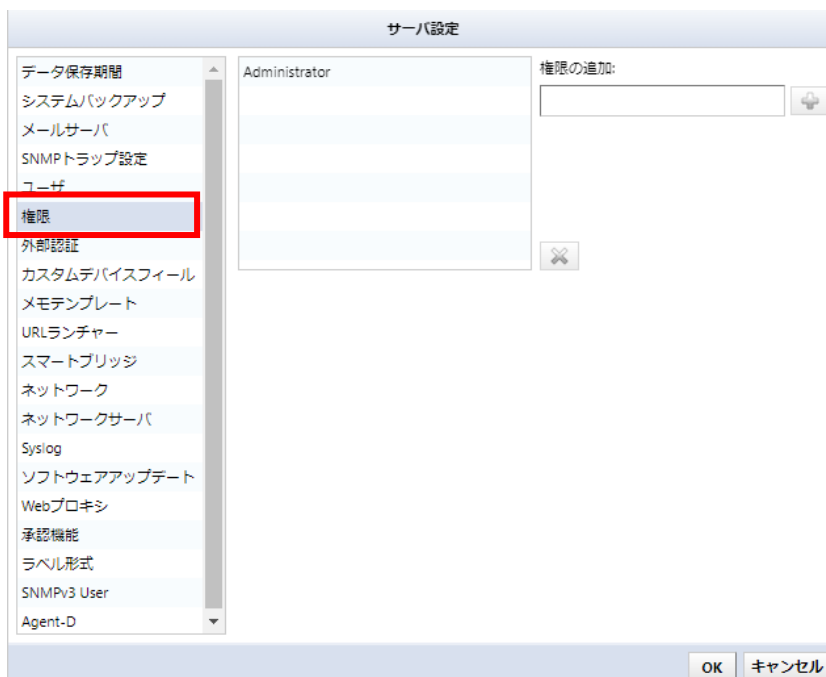 サーバ設定
データ保存期間
システムバックアップ
メールサーバ
SNMPトラップ設定
ユーザ
権限
外部認証
カスタムデバイスフィール
メモテンプレート
URLランチャー
スマートブリッジ
ネットワーク
ネットワークサーバ
Syslog
ソフトウェアアップデート
Webプロキシ
承認機能
ラベル形式
SNMPv3 User
Agent-D
Administrator
権限の追加:
OK
キャンセル